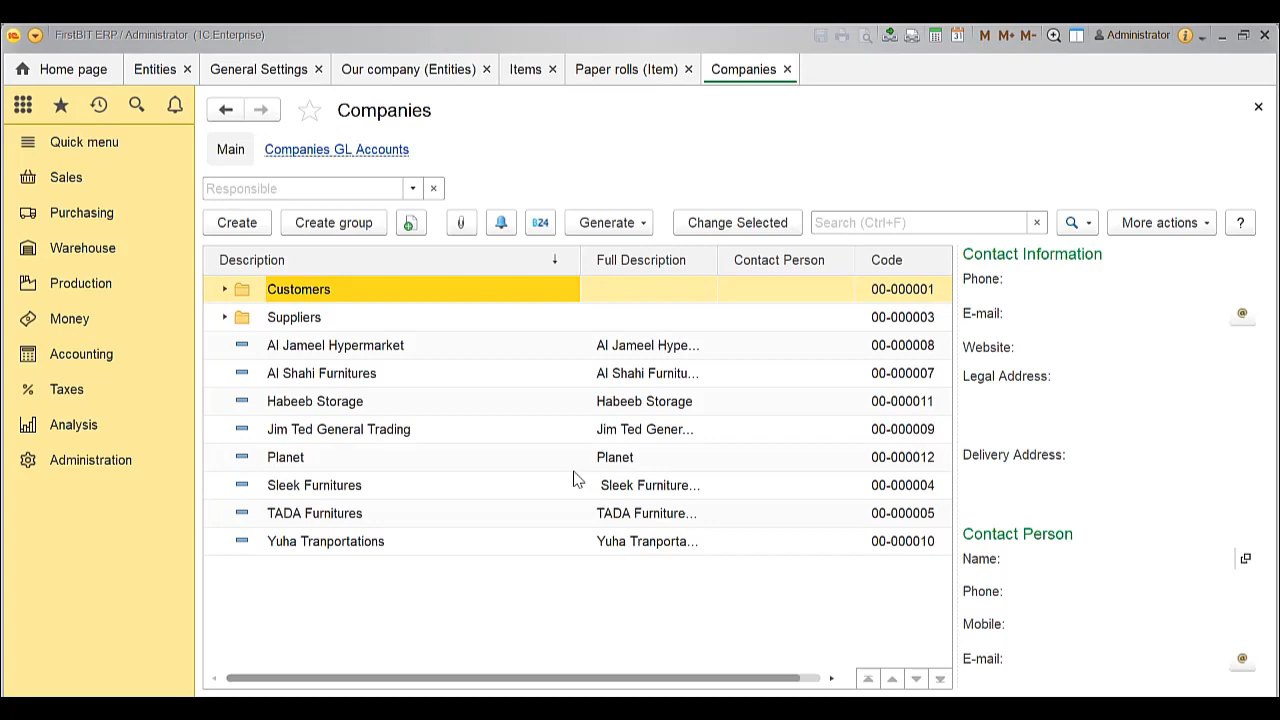 FirstBIT ERP / Administrator (1C Enterprise)
M M+ M- Administrator
Home page Entities × General Settings × Our company (Entities) × Items × Paper rolls (Item) × Companies ×
Companies
Main Companies GL Accounts
Responsible
Create Create group B24 Generate Change Selected Search (Ctrl+F) × More actions ?
Quick menu
Sales
Purchasing
Warehouse
Production
Money
Accounting
Taxes
Analysis
Administration
Description ↓ Full Description Contact Person Code
Customers 00-000001
Suppliers 00-000003
Al Jameel Hypermarket Al Jameel Hype... 00-000008
Al Shahi Furnitures Al Shahi Furnitu... 00-000007
Habeeb Storage Habeeb Storage 00-000011
Jim Ted General Trading Jim Ted Gener... 00-000009
Planet Planet 00-000012
Sleek Furnitures Sleek Furniture... 00-000004
TADA Furnitures TADA Furniture... 00-000005
Yuha Tranportations Yuha Tranporta... 00-000010
Contact Information
Phone:
E-mail:
Website:
Legal Address:
Delivery Address:
Contact Person
Name:
Phone:
Mobile:
E-mail: